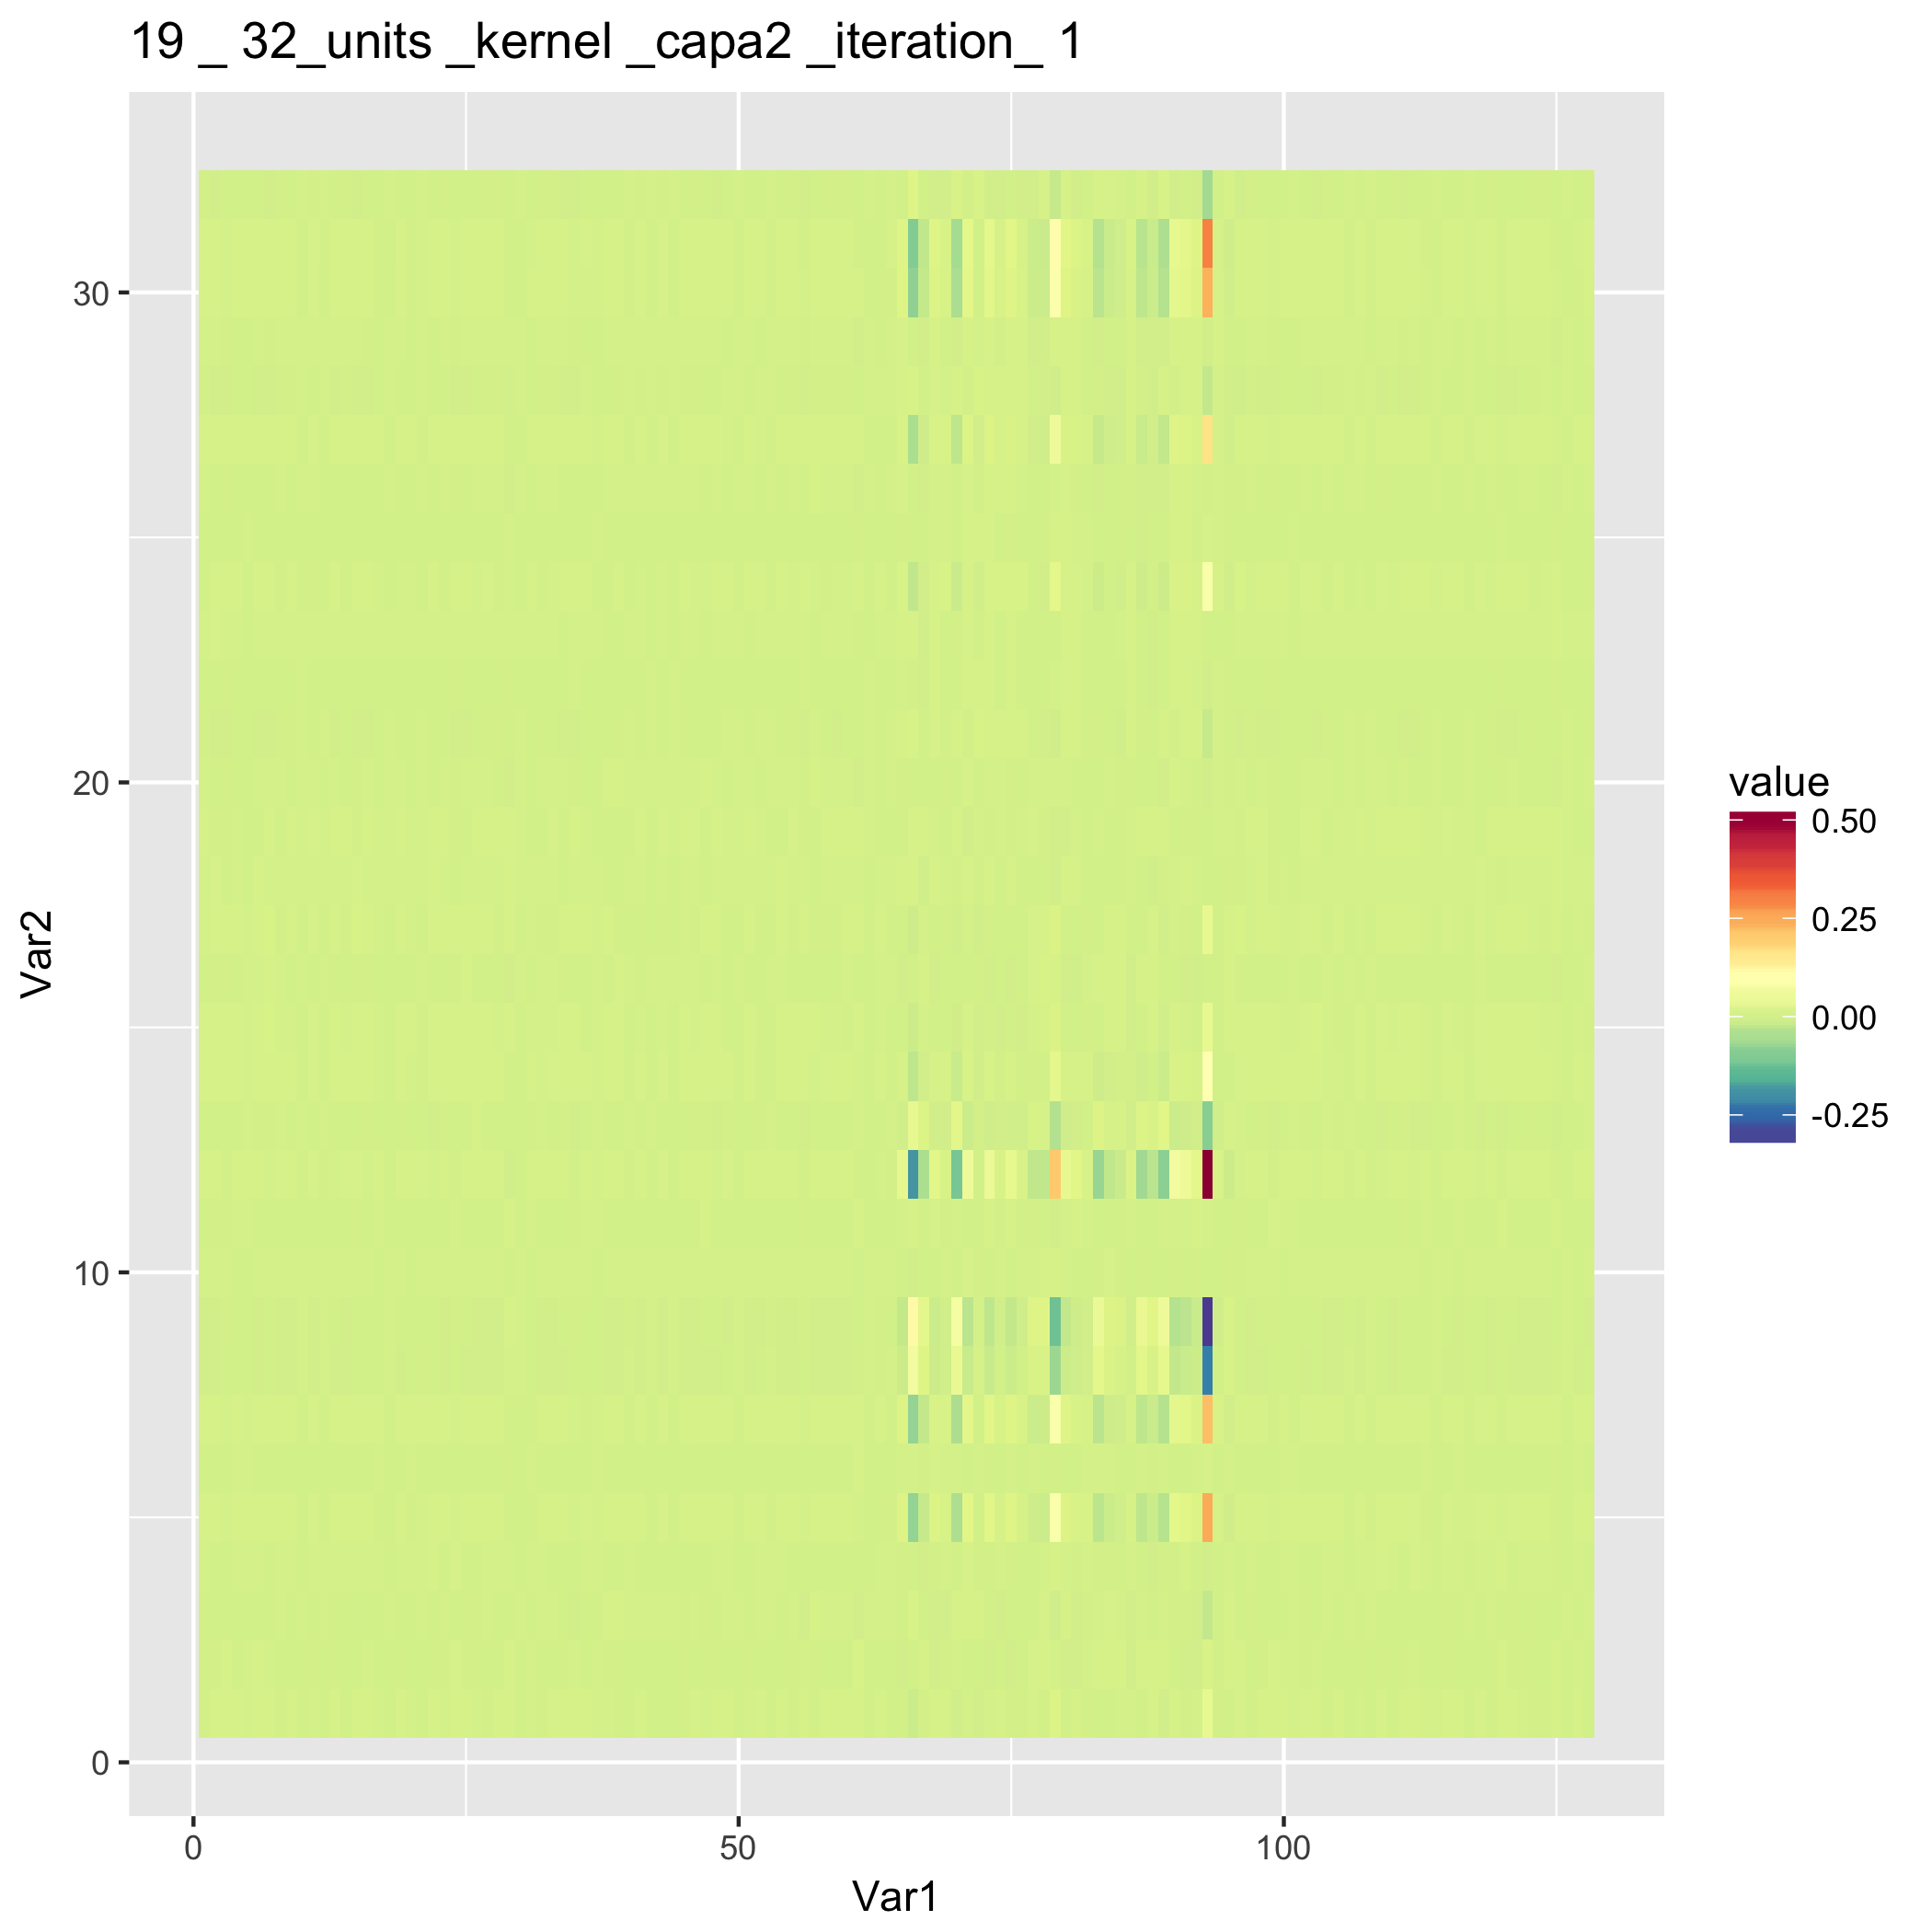 19 _ 32_units _kernel _capa2 _iteration_ 1
30
20
10
0
Var2
0
50
100
Var1
value
0.50
0.25
0.00
-0.25